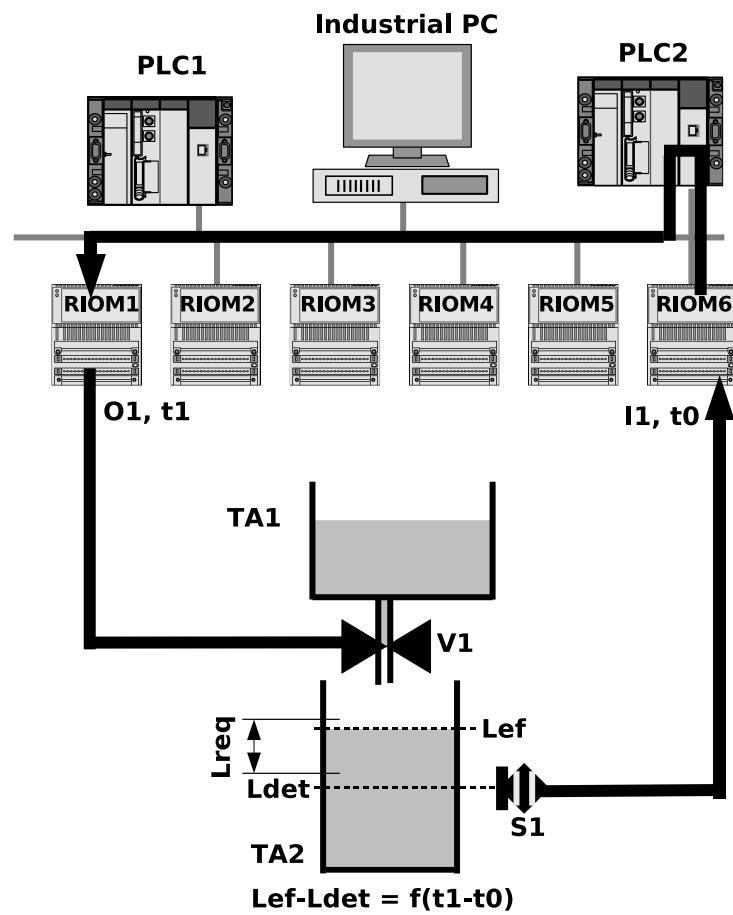 Industrial PC
PLC1
PLC2
RIOM1
RIOM2
RIOM3
RIOM4
RIOM5
RIOM6
O1, t1
I1, t0
TA1
V1
Lreq
Lef
Ldet
S1
TA2
Lef-Ldet = f(t1-t0)